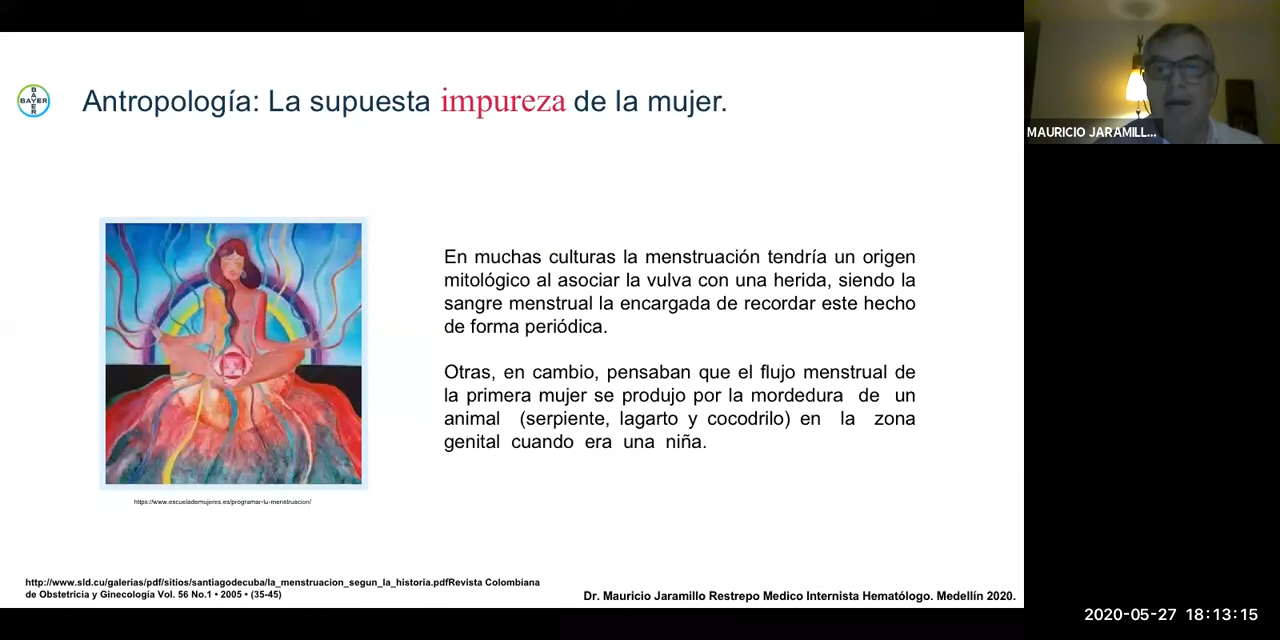 Antropología: La supuesta impureza de la mujer.
BAYER
BAYER
MAURICIO JARAMILL...
En muchas culturas la menstruación tendría un origen
mitológico al asociar la vulva con una herida, siendo la
sangre menstrual la encargada de recordar este hecho
de forma periódica.
Otras, en cambio, pensaban que el flujo menstrual de
la primera mujer se produjo por la mordedura de un
animal (serpiente, lagarto y cocodrilo) en la zona
genital cuando era una niña.
https://www.escuelademujeres.es/programar-tu-menstruacion/
http://www.sld.cu/galerias/pdf/sitios/santiagodecuba/la_menstruacion_segun_la_historia.pdfRevista Colombiana
de Obstetricia y Ginecología Vol. 56 No.1 • 2005 • (35-45)
Dr. Mauricio Jaramillo Restrepo Medico Internista Hematólogo. Medellín 2020.
2020-05-27 18:13:15